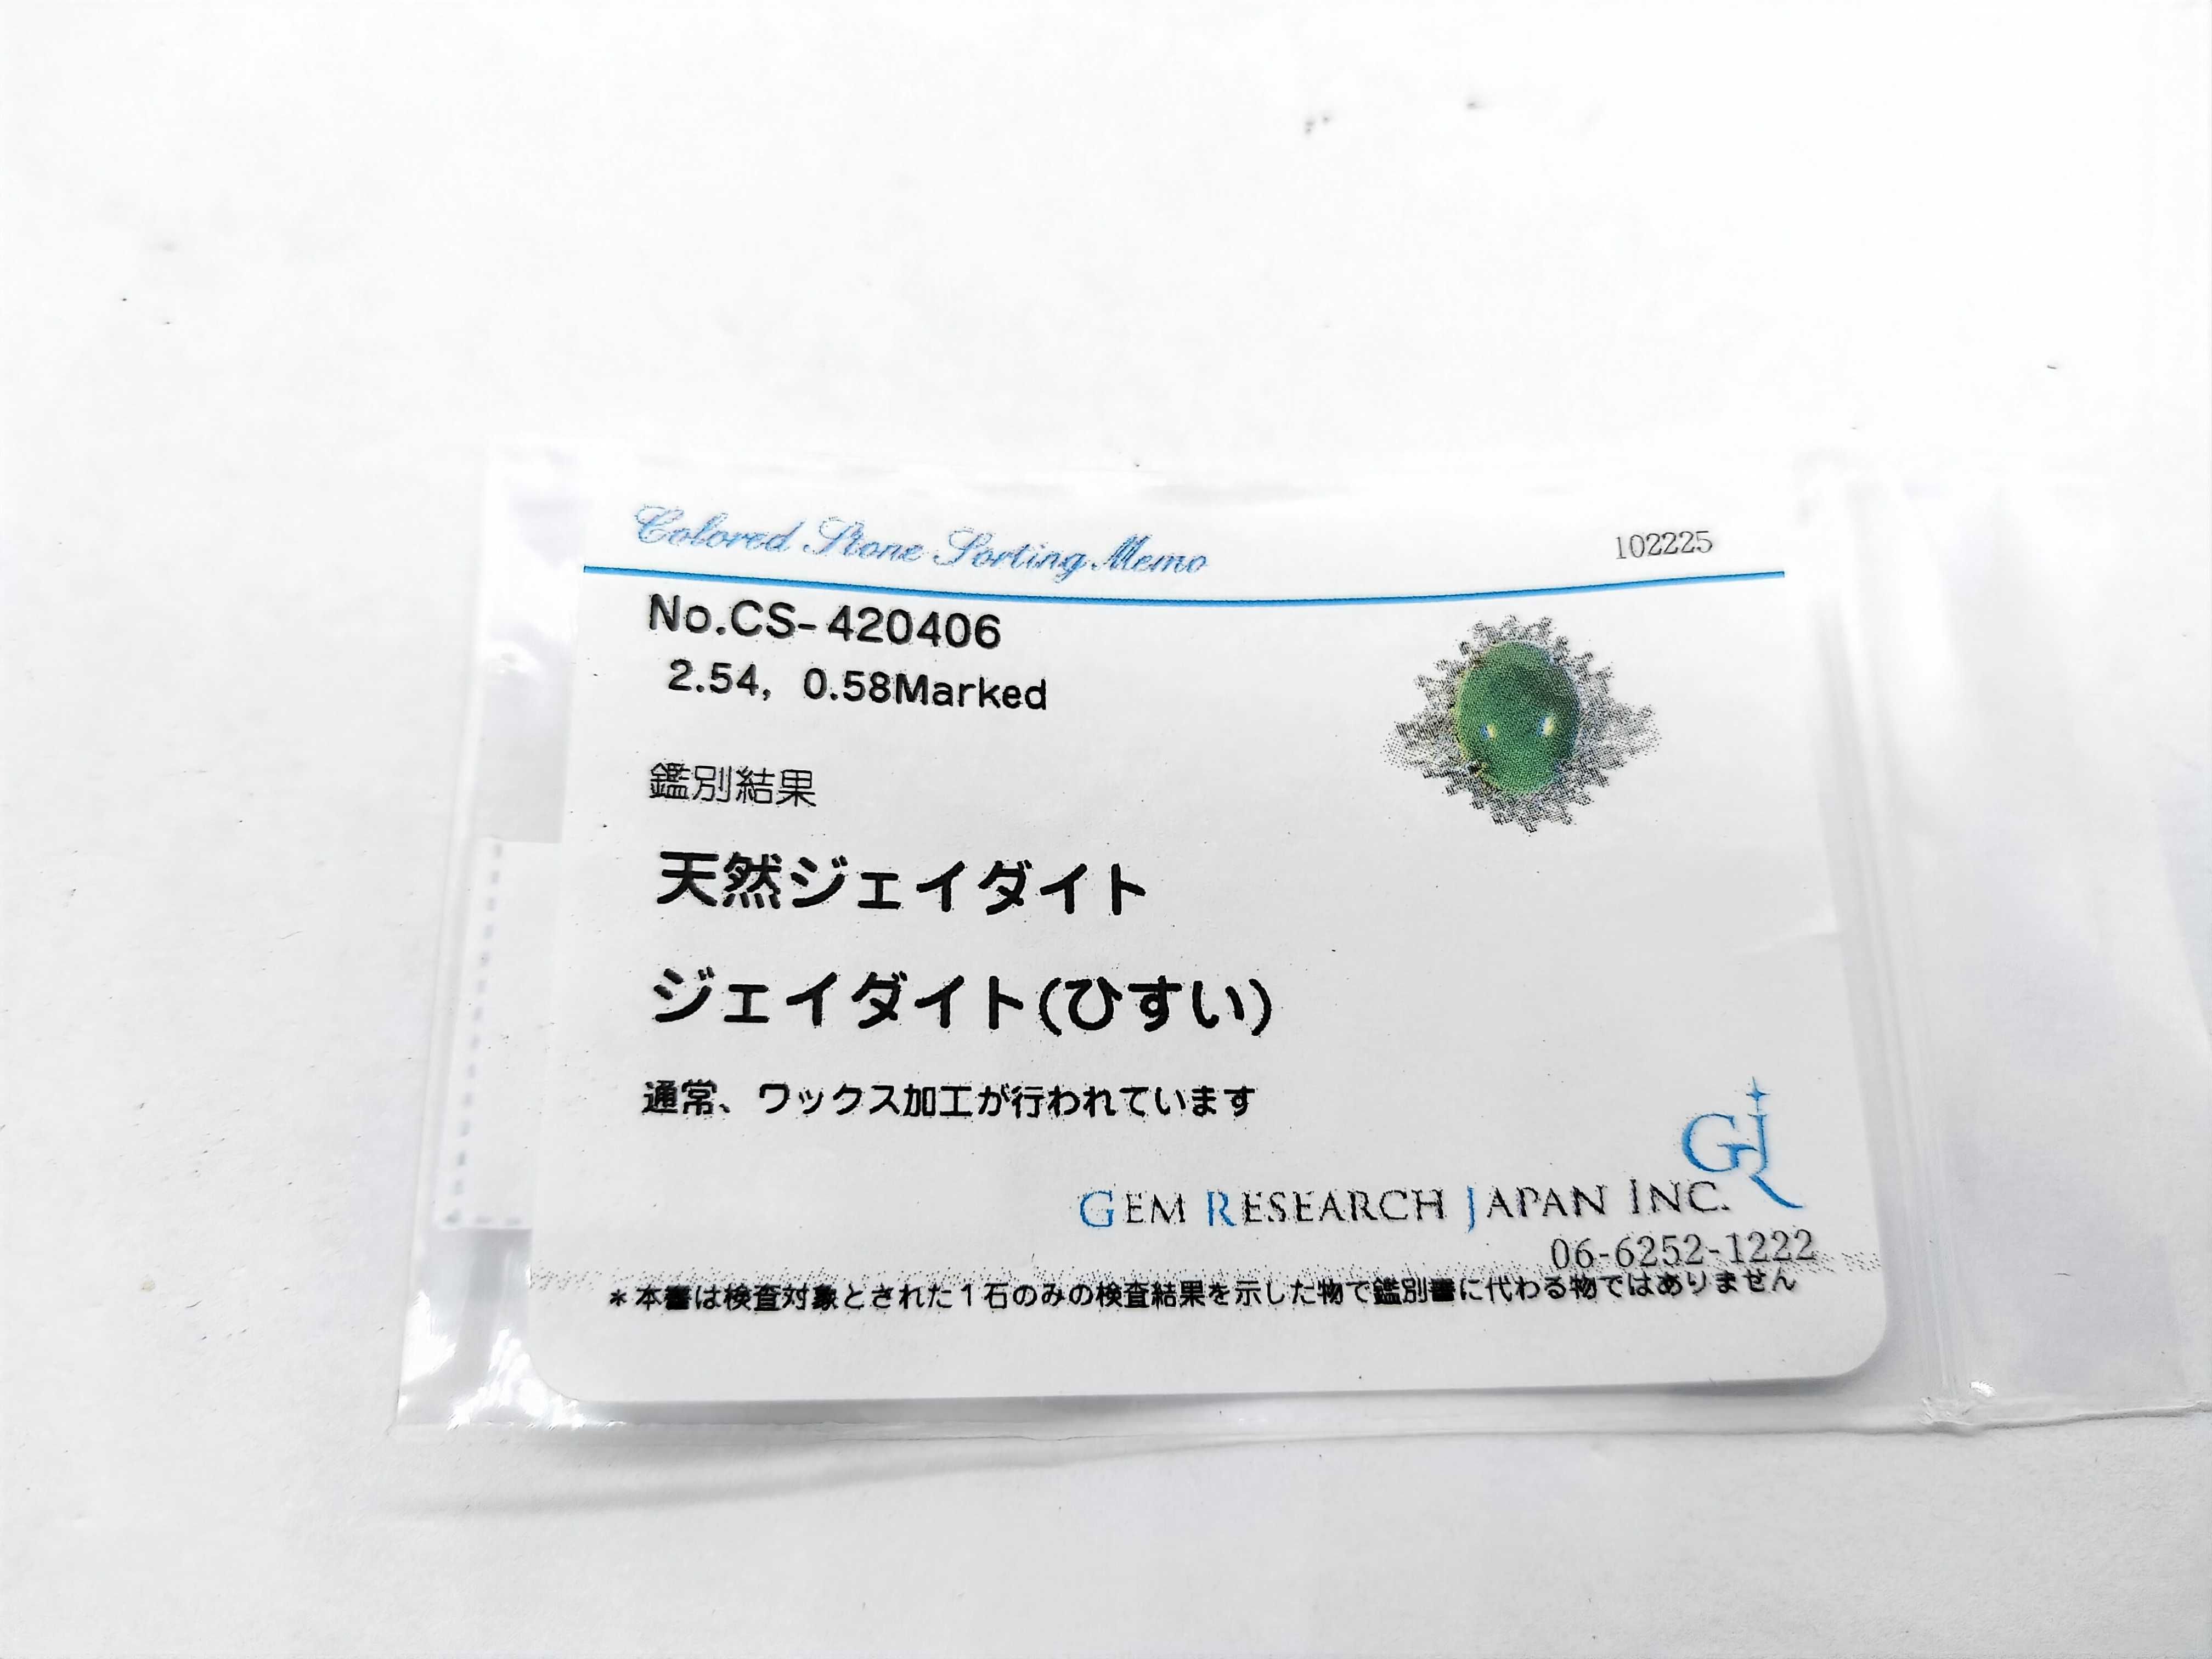 Colored Stone Sorting Memo
102225
No.CS-420406
2.54, 0.58Marked
鑑別結果
天然ジェイダイト
ジェイダイト(ひすい)
通常、ワックス加工が行われています
GJR
GEM RESEARCH JAPAN INC.
06-6252-1222
*本書は検査対象とされた1石のみの検査結果を示した物で鑑別書に代わる物ではありません